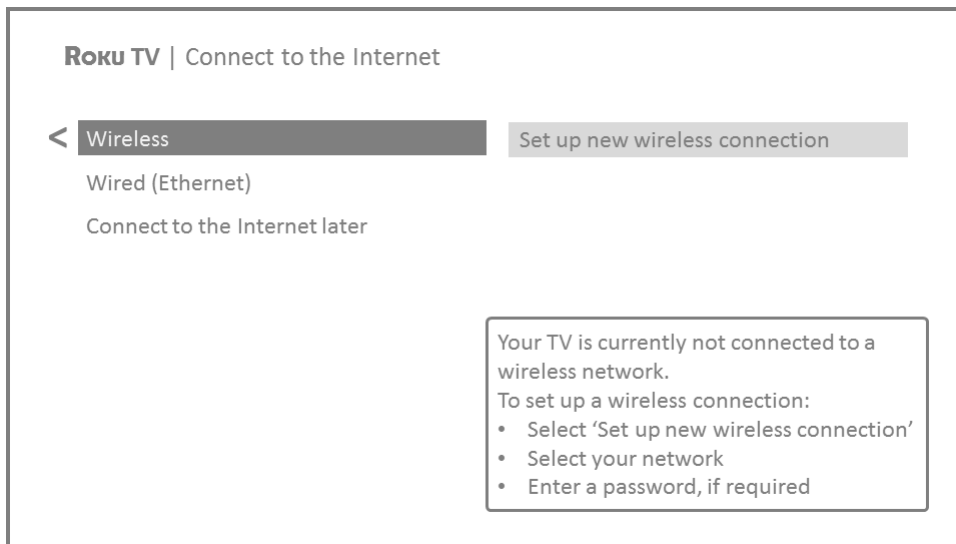 ROKU TV | Connect to the Internet
< Wireless
Set up new wireless connection
Wired (Ethernet)
Connect to the Internet later
Your TV is currently not connected to a
wireless network.
To set up a wireless connection:
• Select ‘Set up new wireless connection’
• Select your network
• Enter a password, if required